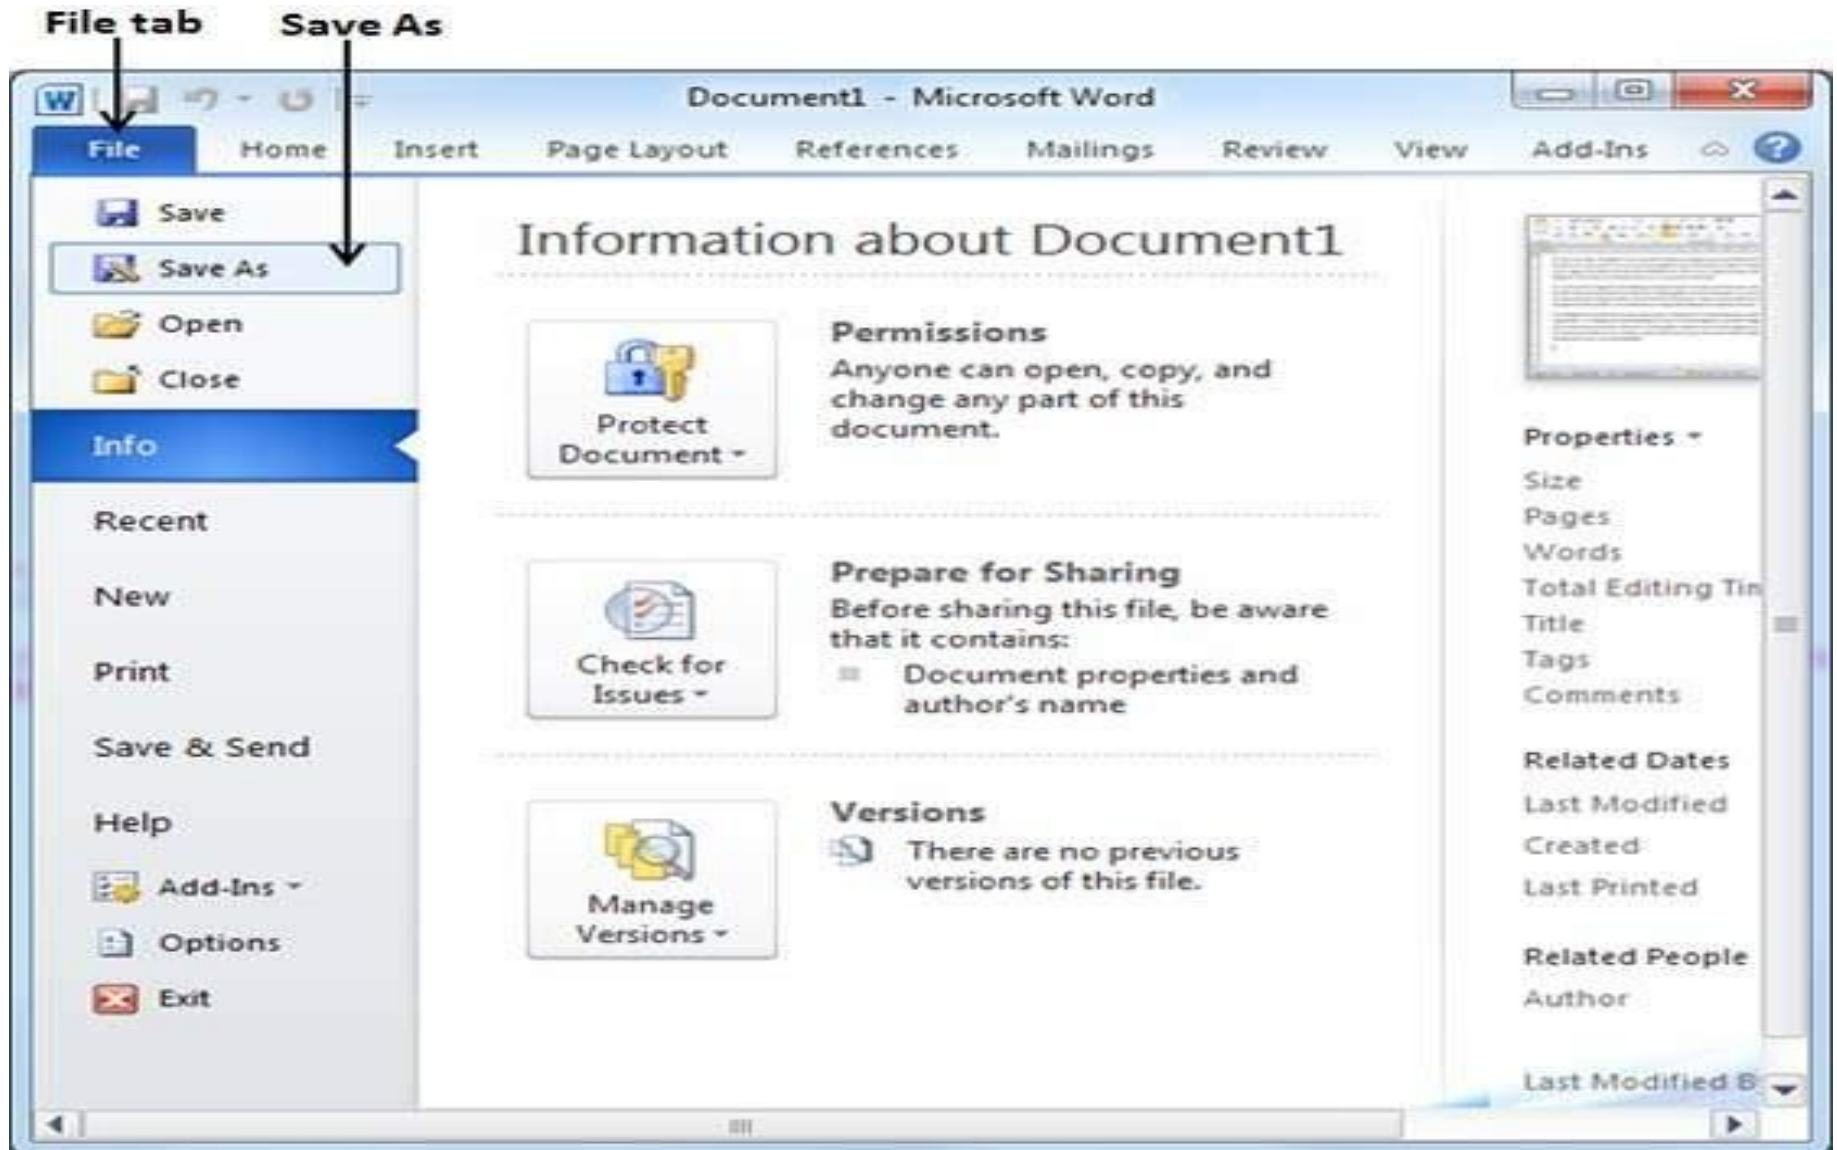 File tab Save As
Document1 - Microsoft Word
File Home Insert Page Layout References Mailings Review View Add-Ins
Save
Save As
Open
Close
Info
Recent
New
Print
Save & Send
Help
Add-Ins
Options
Exit
Information about Document1
Protect
Document
Permissions
Anyone can open, copy, and
change any part of this
document.
Check for
Issues
Prepare for Sharing
Before sharing this file, be aware
that it contains:
Document properties and
author's name
Manage
Versions
Versions
There are no previous
versions of this file.
Properties
Size
Pages
Words
Total Editing Tin
Title
Tags
Comments
Related Dates
Last Modified
Created
Last Printed
Related People
Author
Last Modified B